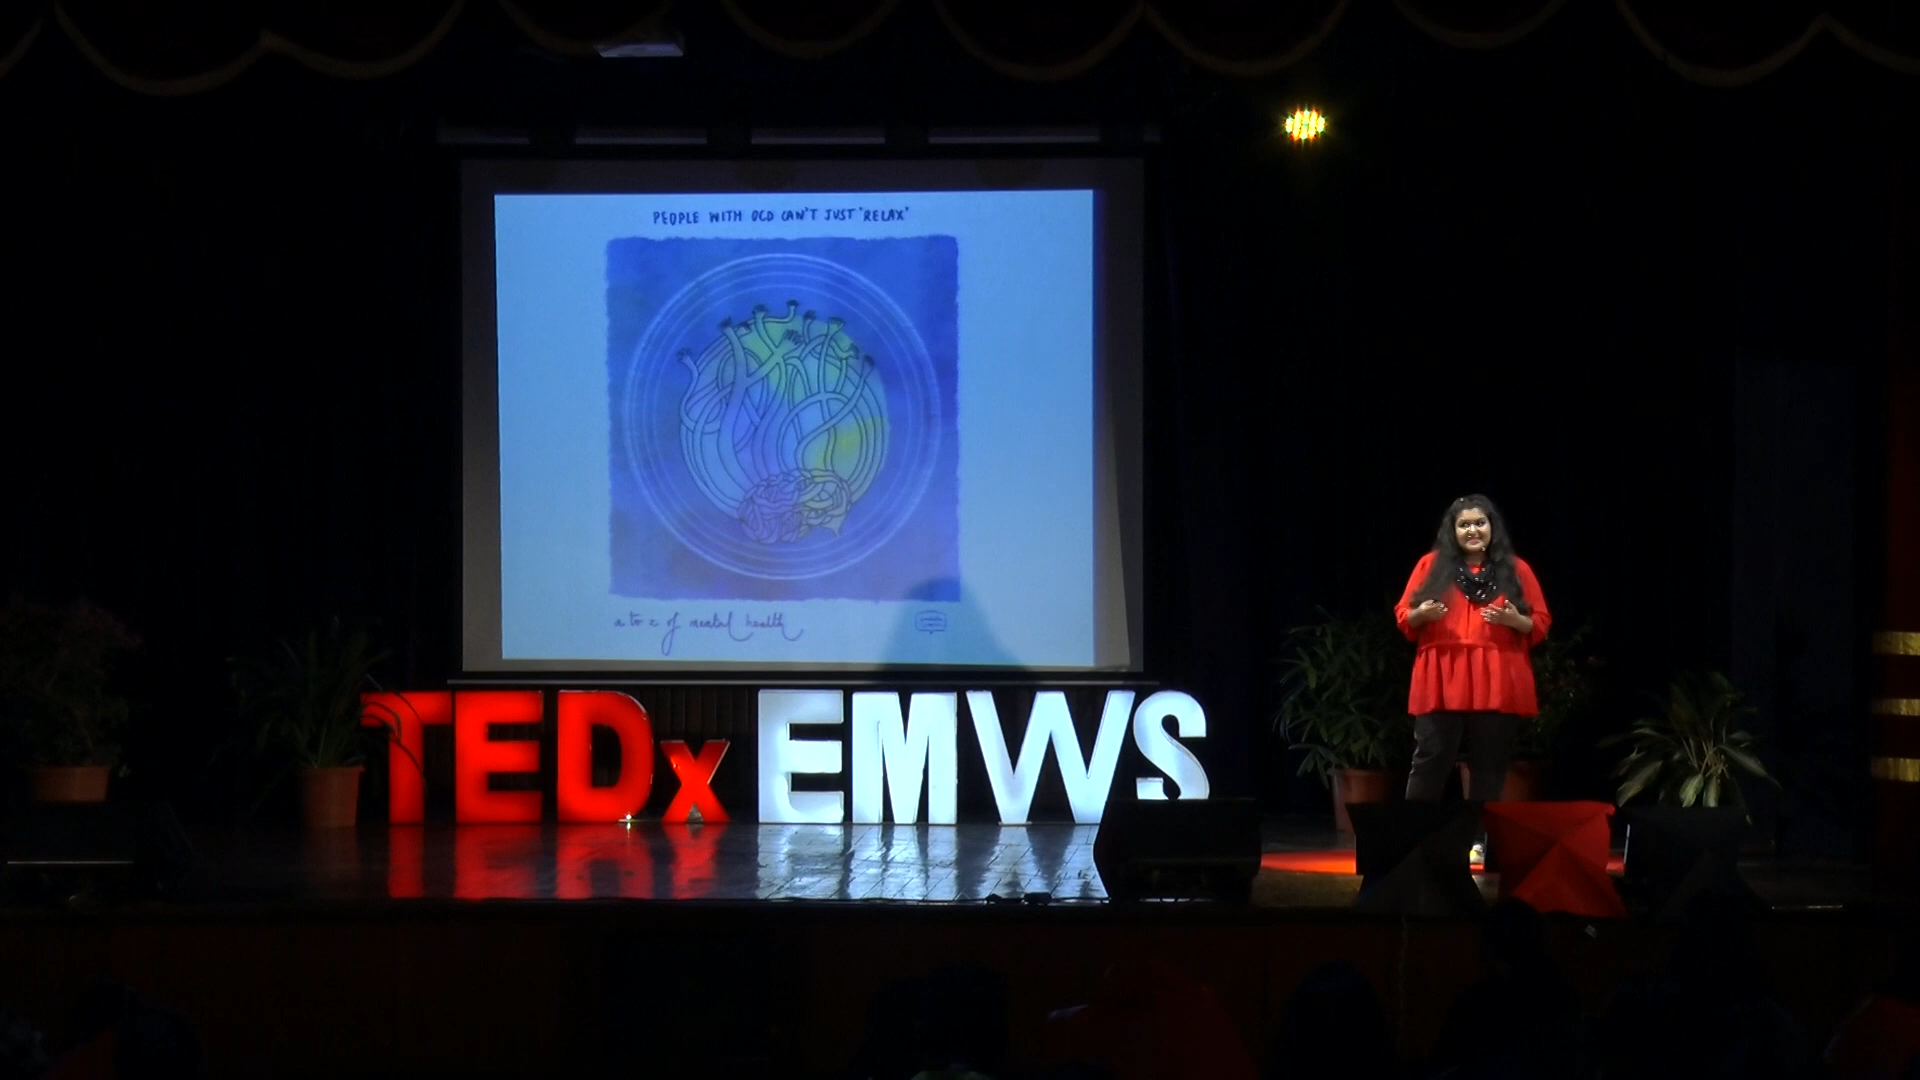 PEOPLE WITH OCD CAN'T JUST "RELAX"
a to z of mental health
TEDx EMWS